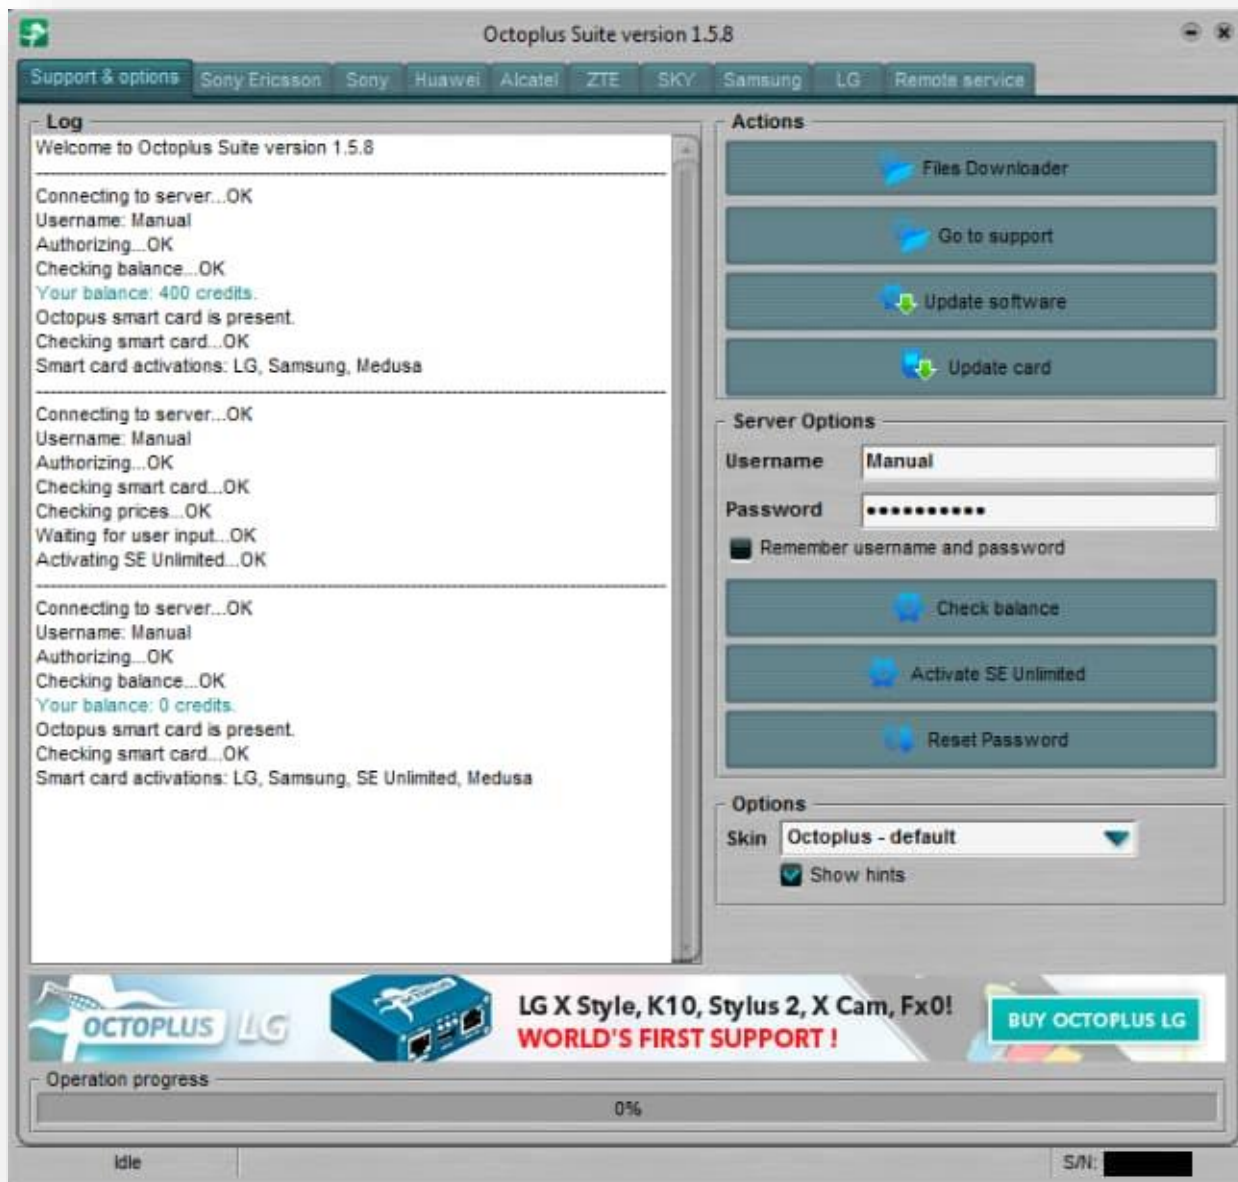 Octoplus Suite version 1.5.8
Support & options Sony Ericsson Sony Huawei Alcatel ZTE SKY Samsung LG Remote service
Log
Welcome to Octoplus Suite version 1.5.8
Connecting to server...OK
Username: Manual
Authorizing...OK
Checking balance...OK
Your balance: 400 credits.
Octopus smart card is present.
Checking smart card...OK
Smart card activations: LG, Samsung, Medusa
Connecting to server...OK
Username: Manual
Authorizing...OK
Checking smart card...OK
Checking prices...OK
Waiting for user input...OK
Activating SE Unlimited...OK
Connecting to server...OK
Username: Manual
Authorizing...OK
Checking balance...OK
Your balance: 0 credits.
Octopus smart card is present.
Checking smart card...OK
Smart card activations: LG, Samsung, SE Unlimited, Medusa
Actions
Files Downloader
Go to support
Update software
Update card
Server Options
Username Manual
Password ••••••••••
Remember username and password
Check balance
Activate SE Unlimited
Reset Password
Options
Skin Octoplus - default
Show hints
OCTOPLUS LG
OCTOPLUS
LG X Style, K10, Stylus 2, X Cam, Fx0!
WORLD'S FIRST SUPPORT !
BUY OCTOPLUS LG
Operation progress
0%
Idle
S/N: